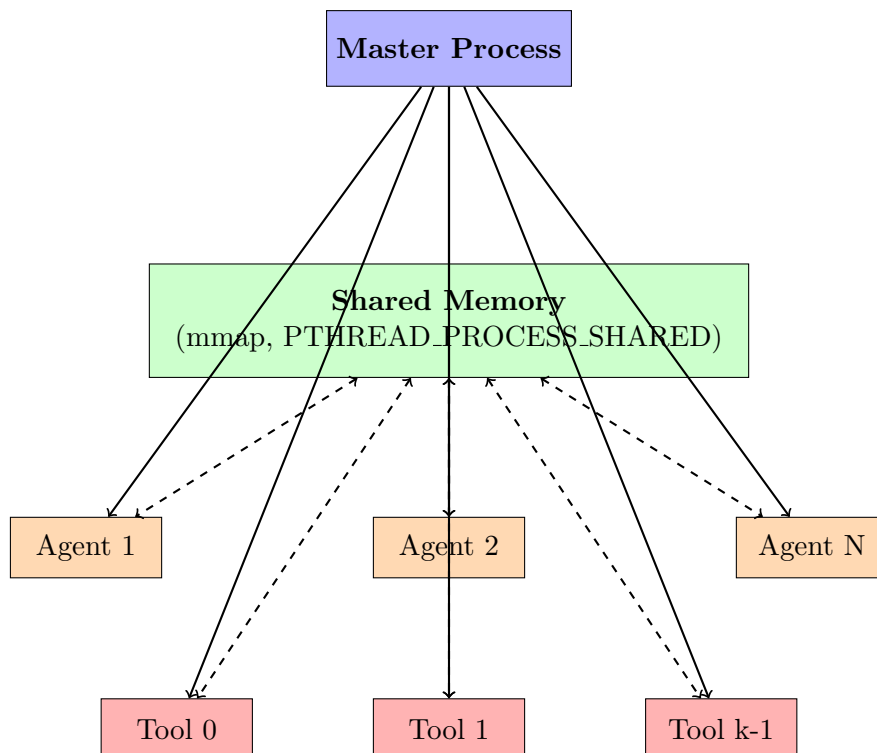 Master Process
Shared Memory
(mmap, PTHREAD_PROCESS_SHARED)
Agent 1
Agent 2
Agent N
Tool 0
Tool 1
Tool k-1